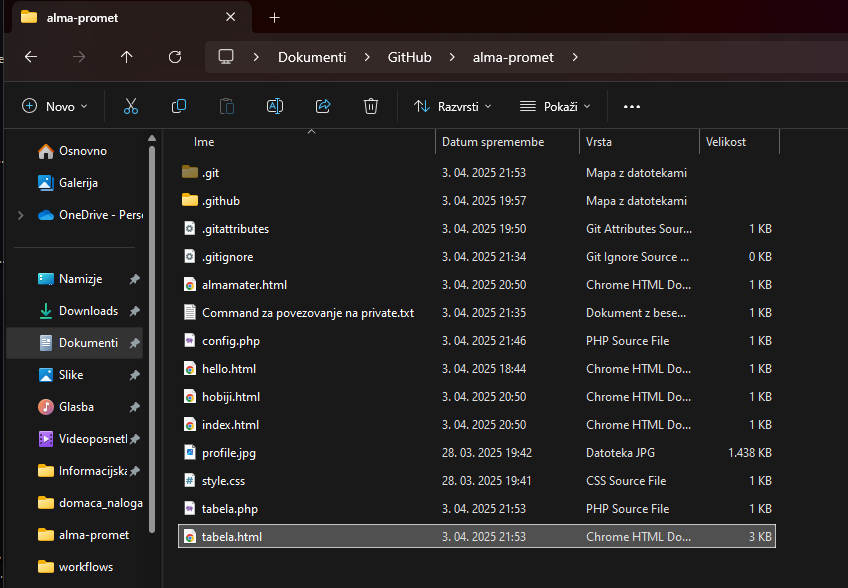 alma-promet
Dokumenti > GitHub > alma-promet >
Novo Razvrsti Pokaži
Ime Datum spremembe Vrsta Velikost
Osnovno
Galerija
OneDrive - Perso
Namizje
Downloads
Dokumenti
Slike
Glasba
Videoposnetl
Informacijska
domaca_naloga
alma-promet
workflows
.git 3. 04. 2025 21:53 Mapa z datotekami
.github 3. 04. 2025 19:57 Mapa z datotekami
.gitattributes 3. 04. 2025 19:50 Git Attributes Sour... 1 KB
.gitignore 3. 04. 2025 21:34 Git Ignore Source ... 0 KB
almamater.html 3. 04. 2025 20:50 Chrome HTML Do... 1 KB
Command za povezovanje na private.txt 3. 04. 2025 21:35 Dokument z bese... 1 KB
config.php 3. 04. 2025 21:46 PHP Source File 1 KB
hello.html 3. 04. 2025 18:44 Chrome HTML Do... 1 KB
hobiji.html 3. 04. 2025 20:50 Chrome HTML Do... 1 KB
index.html 3. 04. 2025 20:50 Chrome HTML Do... 1 KB
profile.jpg 28. 03. 2025 19:42 Datoteka JPG 1.438 KB
style.css 28. 03. 2025 19:41 CSS Source File 1 KB
tabela.php 3. 04. 2025 21:53 PHP Source File 1 KB
tabela.html 3. 04. 2025 21:53 Chrome HTML Do... 3 KB